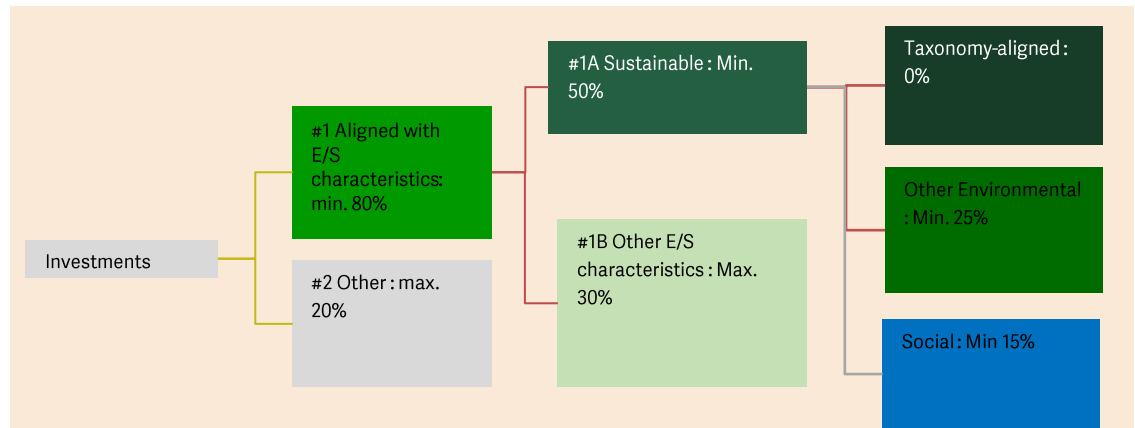 Investments
#1 Aligned with
E/S
characteristics:
min. 80%
#2 Other : max.
20%
#1A Sustainable : Min.
50%
#1B Other E/S
characteristics : Max.
30%
Taxonomy-aligned :
0%
Other Environmental
: Min. 25%
Social : Min 15%